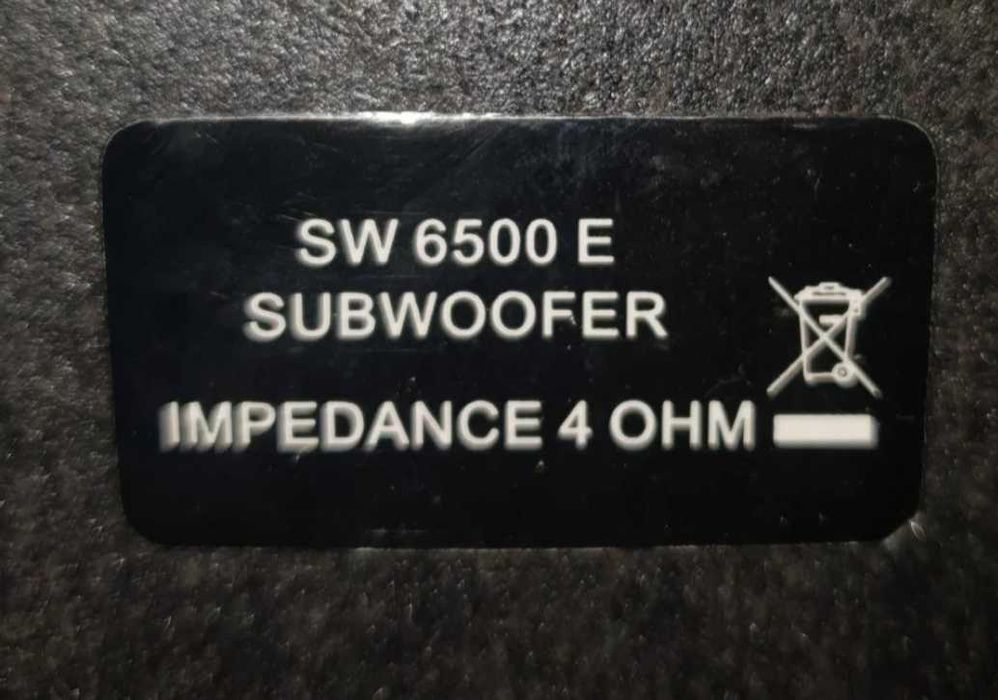 SW 6500 E
SUBWOOFER
IMPEDANCE 4 OHM